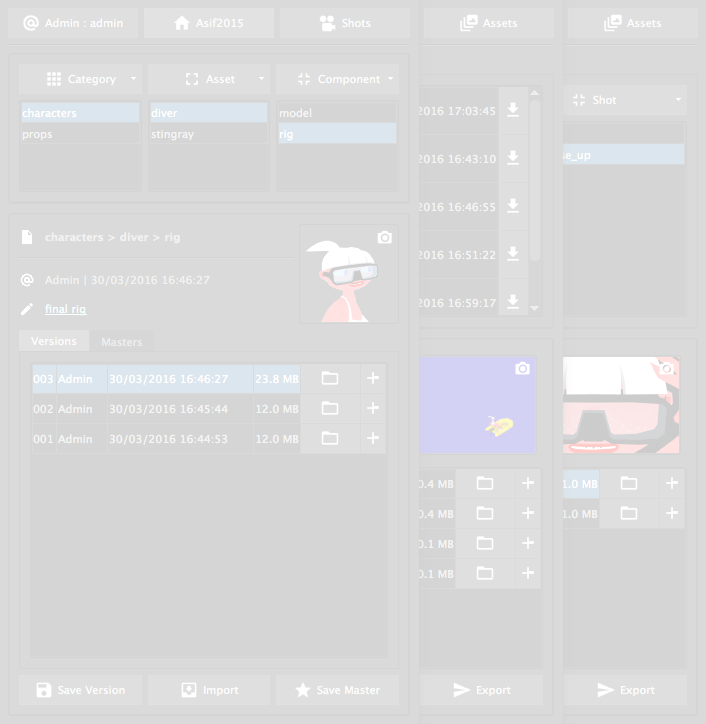 Admin : admin
Asif2015
Shots
Assets
Assets
Category
Asset
Component
characters
props
diver
stingray
model
rig
characters > diver > rig
Admin | 30/03/2016 16:46:27
final rig
Versions
Masters
003 Admin 30/03/2016 16:46:27 23.8 MB
002 Admin 30/03/2016 16:45:44 12.0 MB
001 Admin 30/03/2016 16:44:53 12.0 MB
Save Version
Import
Save Master
2016 17:03:45
2016 16:43:10
2016 16:46:55
2016 16:51:22
2016 16:59:17
0.4 MB
0.4 MB
0.1 MB
0.1 MB
Export
Shot
se_up
1.0 MB
1.0 MB
Export